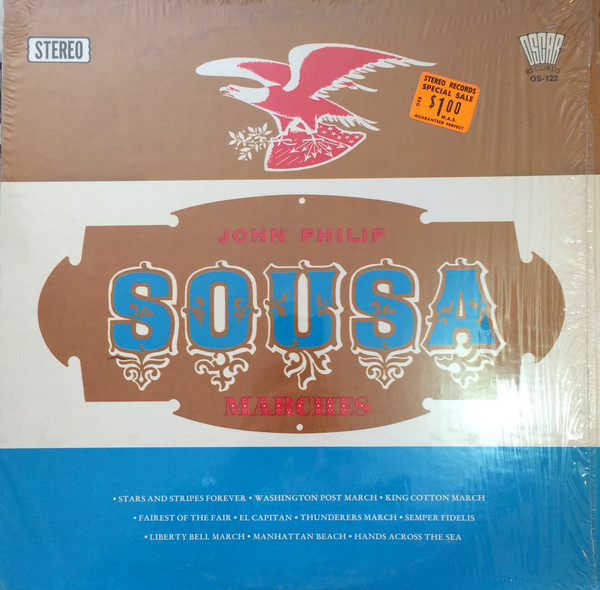 STEREO
OSCAR
RECORDS
OS-122
STEREO RECORDS
SPECIAL SALE
$1.00
M.A.S.
GUARANTEED PERFECT
JOHN PHILIP
SOUSA
MARCHES
• STARS AND STRIPES FOREVER • WASHINGTON POST MARCH • KING COTTON MARCH
• FAIREST OF THE FAIR • EL CAPITAN • THUNDERERS MARCH • SEMPER FIDELIS
• LIBERTY BELL MARCH • MANHATTAN BEACH • HANDS ACROSS THE SEA